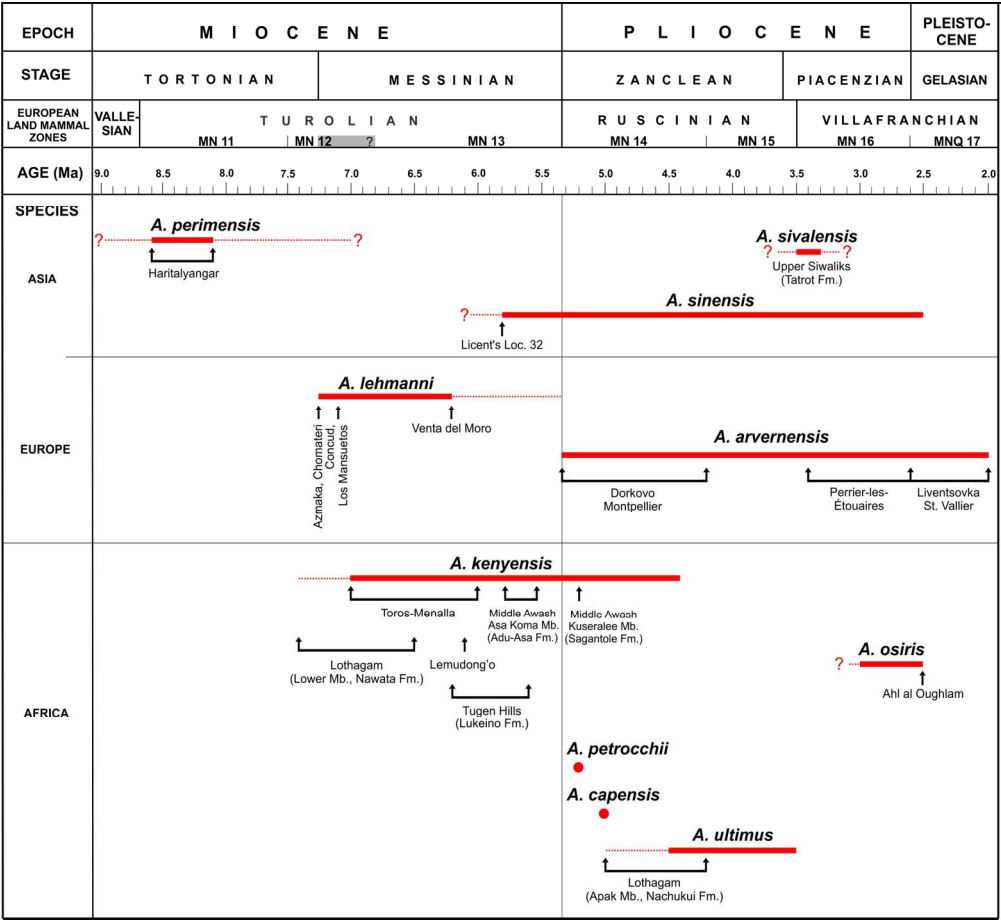 EPOCH
M I O C E N E
P L I O C E N E
PLEISTO-
CENE
STAGE
T O R T O N I A N
M E S S I N I A N
Z A N C L E A N
P I A C E N Z I A N
GELASIAN
EUROPEAN
LAND MAMMAL
ZONES
VALLE-
SIAN
T U R O L I A N
R U S C I N I A N
V I L L A F R A N C H I A N
MN 11
MN 12
?
MN 13
MN 14
MN 15
MN 16
MNQ 17
AGE (Ma)
9.0 8.5 8.0 7.5 7.0 6.5 6.0 5.5 5.0 4.5 4.0 3.5 3.0 2.5 2.0
SPECIES
ASIA
A. perimensis
? ?
Haritalyangar
A. sivalensis
? ?
Upper Siwaliks
(Tatrot Fm.)
A. sinensis
?
Licent's Loc. 32
EUROPE
A. lehmanni
Azmaka, Chomateri
Concud,
Los Mansuetos
Venta del Moro
A. arvernensis
Dorkovo
Montpellier
Perrier-les-
Étouaires
Liventsovka
St. Vallier
AFRICA
A. kenyensis
Toros-Menalla
Middle Awash
Asa Koma Mb.
(Adu-Asa Fm.)
Middle Awash
Kuseralee Mb.
(Sagantole Fm.)
Lothagam
(Lower Mb., Nawata Fm.)
Lemudong'o
Tugen Hills
(Lukeino Fm.)
A. osiris
?
Ahl al Oughlam
A. petrocchii
A. capensis
A. ultimus
Lothagam
(Apak Mb., Nachukui Fm.)